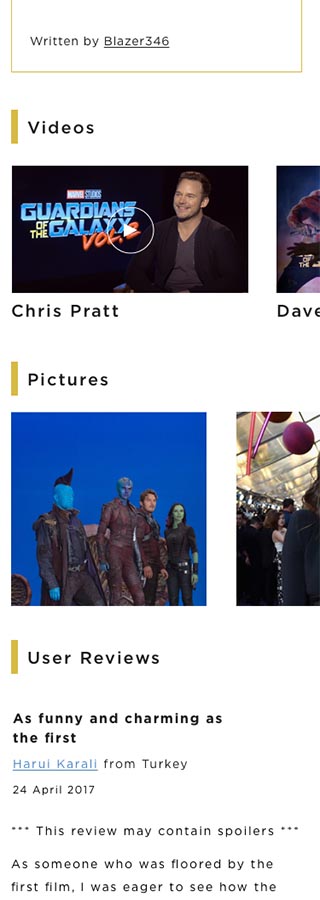 Written by Blazer346
Videos
MARVEL STUDIOS
GUARDIANS
OF THE GALAXY
VOL. 2
Chris Pratt
Dave
Pictures
User Reviews
As funny and charming as
the first
Harui Karali from Turkey
24 April 2017
*** This review may contain spoilers ***
As someone who was floored by the
first film, I was eager to see how the